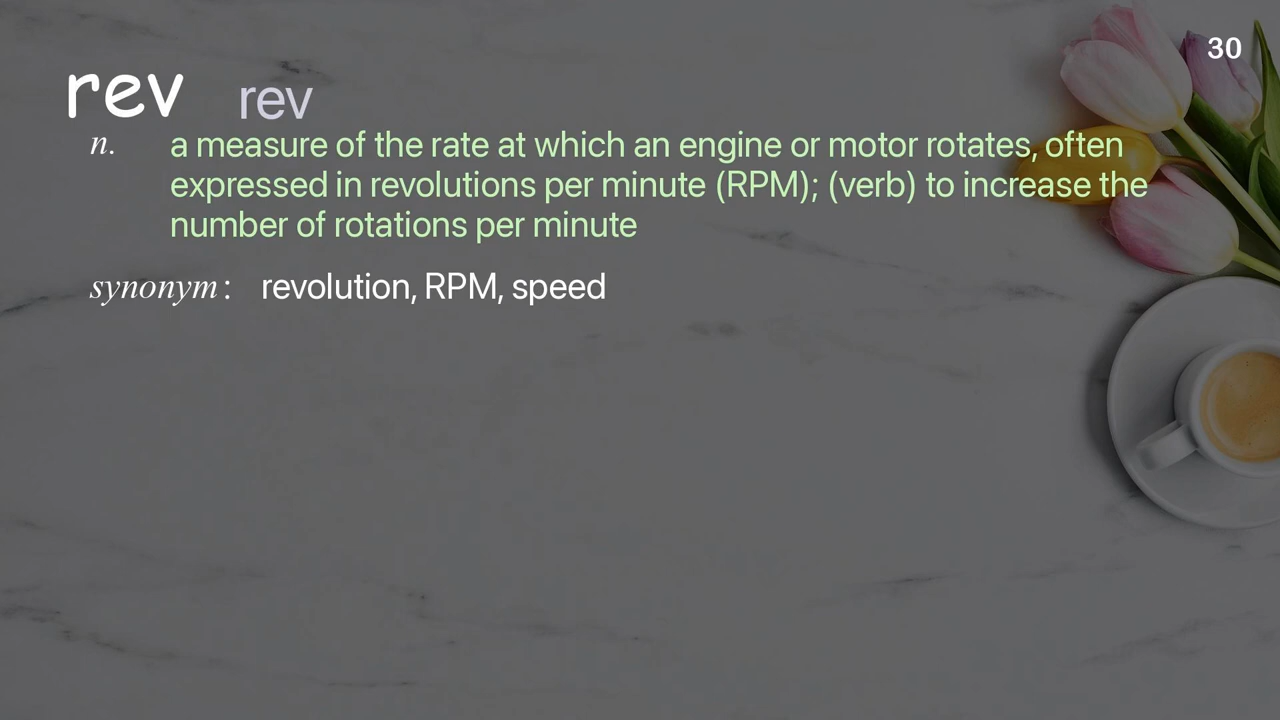 30
rev rev
n. a measure of the rate at which an engine or motor rotates, often
expressed in revolutions per minute (RPM); (verb) to increase the
number of rotations per minute
synonym: revolution, RPM, speed